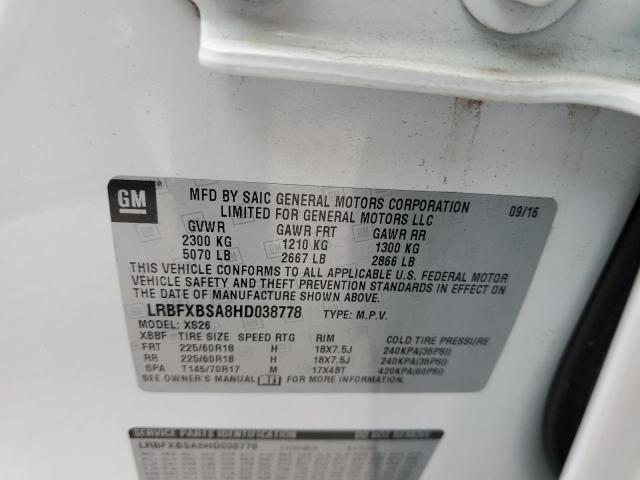 GM
MFD BY SAIC GENERAL MOTORS CORPORATION
LIMITED FOR GENERAL MOTORS LLC
09/16
GVWR GAWR FRT GAWR RR
2300 KG 1210 KG 1300 KG
5070 LB 2667 LB 2866 LB
THIS VEHICLE CONFORMS TO ALL APPLICABLE U.S. FEDERAL MOTOR
VEHICLE SAFETY AND THEFT PREVENTION STANDARDS IN EFFECT ON
THE DATE OF MANUFACTURE SHOWN ABOVE.
LRBFXBSA8HD038778 TYPE: M.P.V.
MODEL: XS26
XBBF TIRE SIZE SPEED RTG RIM COLD TIRE PRESSURE
FRT 225/60R18 H 18X7.5J 240KPA(35PSI)
RR 225/60R18 H 18X7.5J 240KPA(35PSI)
SPA T145/70R17 M 17X4BT 420KPA(60PSI)
SEE OWNER'S MANUAL FOR MORE INFORMATION
SERVICE PARTS IDENTIFICATION DO NOT REMOVE
LRBFXBSA8HD038778